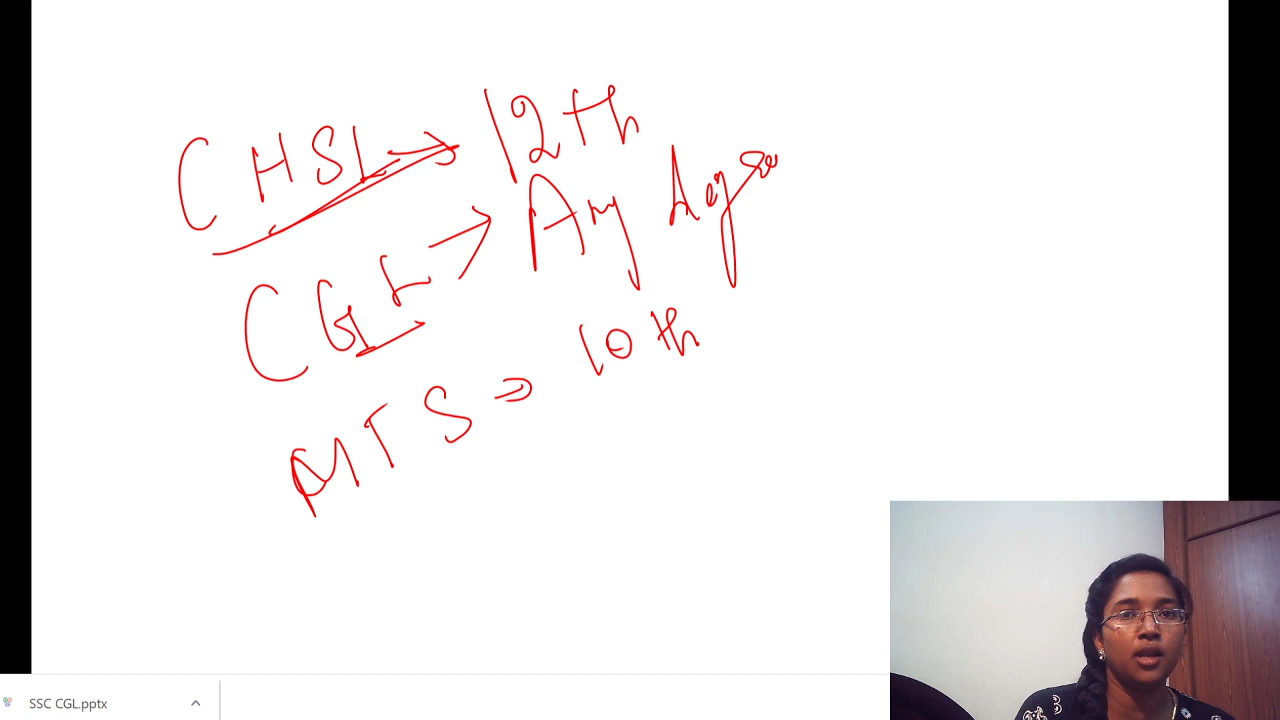 CHSL → 12th
CGL → Any degree
MTS ⇒ 10th
SSC CGL.pptx